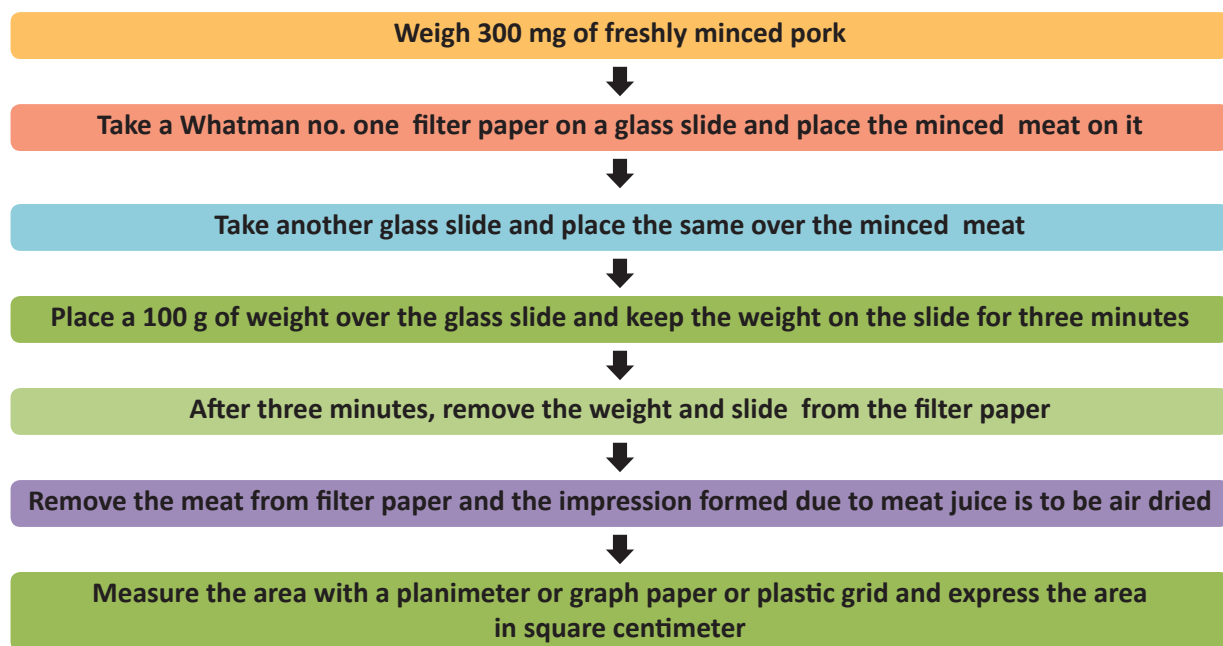 Weigh 300 mg of freshly minced pork
Take a Whatman no. one filter paper on a glass slide and place the minced meat on it
Take another glass slide and place the same over the minced meat
Place a 100 g of weight over the glass slide and keep the weight on the slide for three minutes
After three minutes, remove the weight and slide from the filter paper
Remove the meat from filter paper and the impression formed due to meat juice is to be air dried
Measure the area with a planimeter or graph paper or plastic grid and express the area
in square centimeter